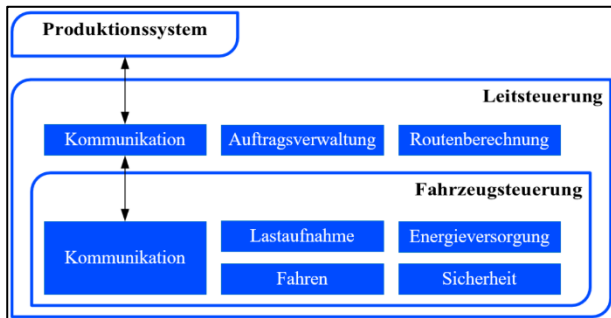 Produktionssystem
Leitsteuerung
Kommunikation
Auftragsverwaltung
Routenberechnung
Fahrzeugsteuerung
Kommunikation
Lastaufnahme
Energieversorgung
Fahren
Sicherheit